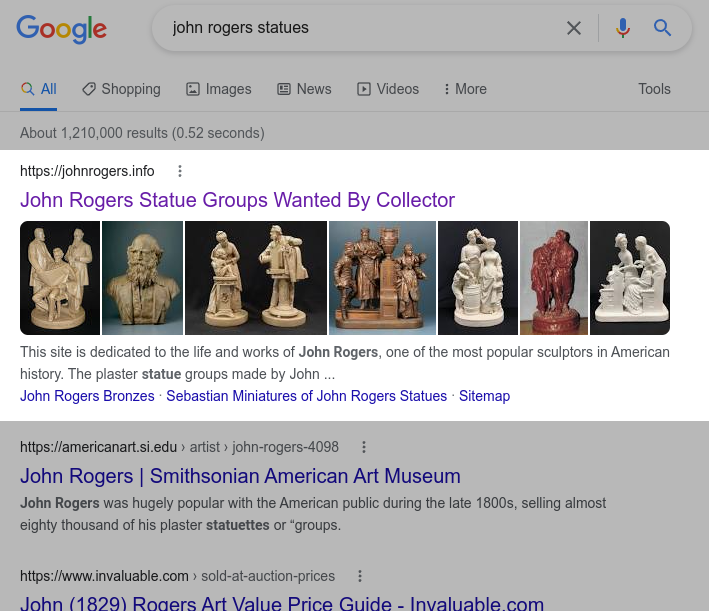 Google
john rogers statues
All Shopping Images News Videos More Tools
About 1,210,000 results (0.52 seconds)
https://johnrogers.info
John Rogers Statue Groups Wanted By Collector
This site is dedicated to the life and works of John Rogers, one of the most popular sculptors in American
history. The plaster statue groups made by John ...
John Rogers Bronzes · Sebastian Miniatures of John Rogers Statues · Sitemap
https://americanart.si.edu › artist › john-rogers-4098
John Rogers | Smithsonian American Art Museum
John Rogers was hugely popular with the American public during the late 1800s, selling almost
eighty thousand of his plaster statuettes or “groups.
https://www.invaluable.com › sold-at-auction-prices
John (1829) Rogers Art Value Price Guide - Invaluable.com